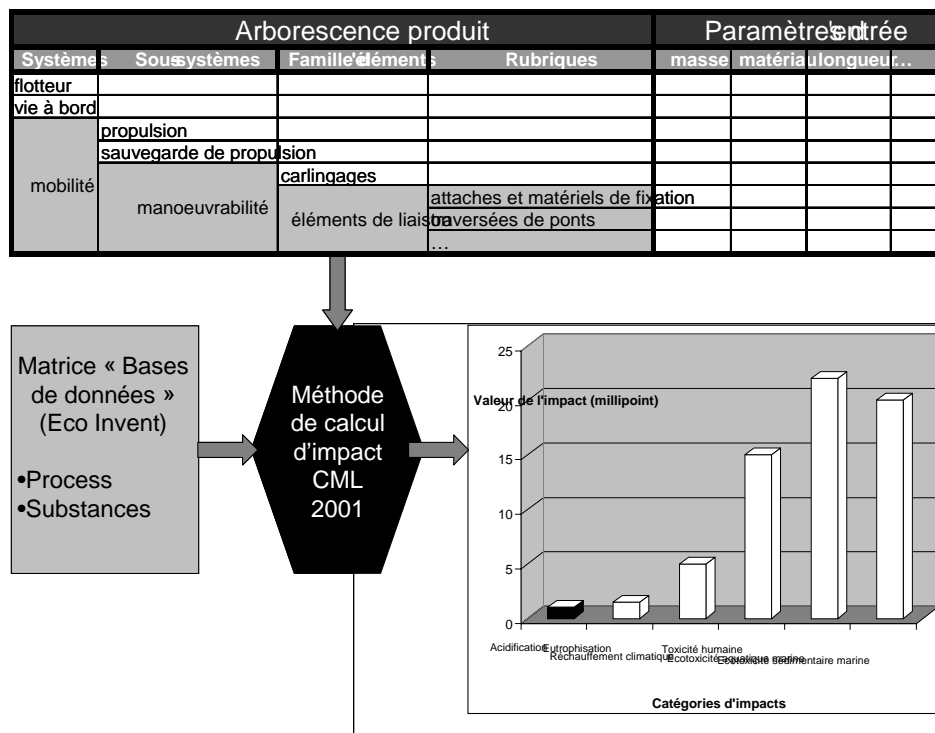 Arborescence produit Paramètres d'entrée
Systèmes Sous-systèmes Famille d'éléments Rubriques masse matériau longueur …
flotteur
vie à bord
propulsion
sauvegarde de propulsion
mobilité
carlingages
manoeuvrabilité
attaches et matériels de fixation
éléments de liaison
traversées de ponts
…
Matrice « Bases
de données »
(Eco Invent)
•Process
•Substances
Méthode
de calcul
d'impact
CML
2001
Valeur de l'impact (millipoint)
25
20
15
10
5
0
Acidification
Eutrophisation
Réchauffement climatique
Toxicité humaine
Ecotoxicité aquatique marine
Ecotoxicité sédimentaire marine
Catégories d'impacts